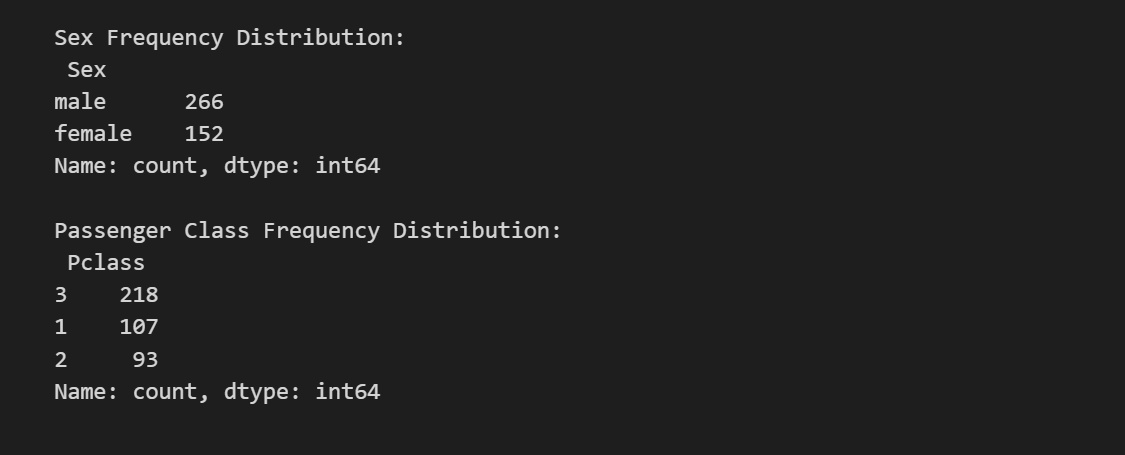 Sex Frequency Distribution:
 Sex
male      266
female    152
Name: count, dtype: int64

Passenger Class Frequency Distribution:
 Pclass
3    218
1    107
2     93
Name: count, dtype: int64